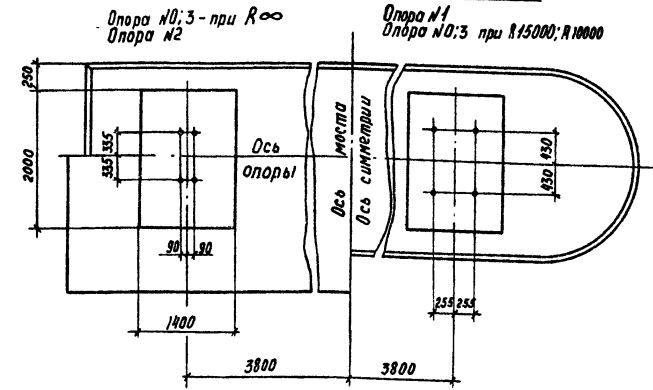 Опора №0;3 - при R∞
Опора №2
Опора №1
Опора №0;3 при R15000; R10000
250
2000
335
335
Ось
опоры
Ось моста
Ось симметрии
430
430
90
90
255
255
1400
3800
3800